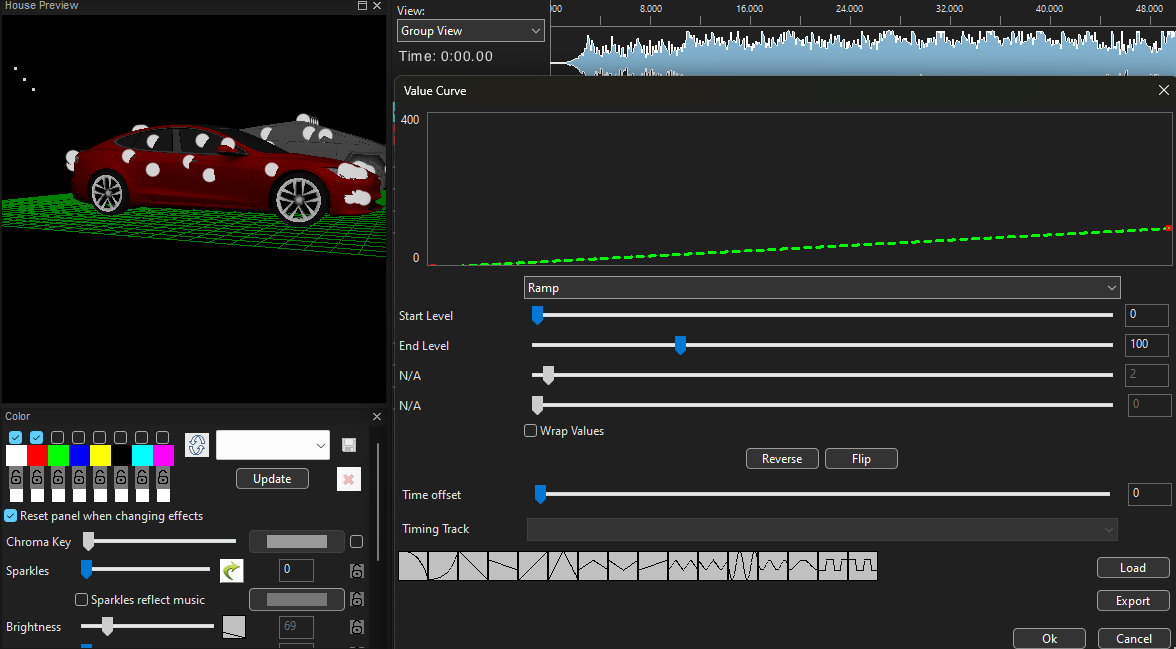 House Preview
View:
Group View
Time: 0:00.00
00 8.000 16.000 24.000 32.000 40.000 48.000
Value Curve
400
0
Ramp
Start Level 0
End Level 100
N/A 2
N/A 0
Wrap Values
Reverse Flip
Time offset 0
Timing Track
Load
Export
Ok Cancel
Color
Update
Reset panel when changing effects
Chroma Key
Sparkles 0
Sparkles reflect music
Brightness 69